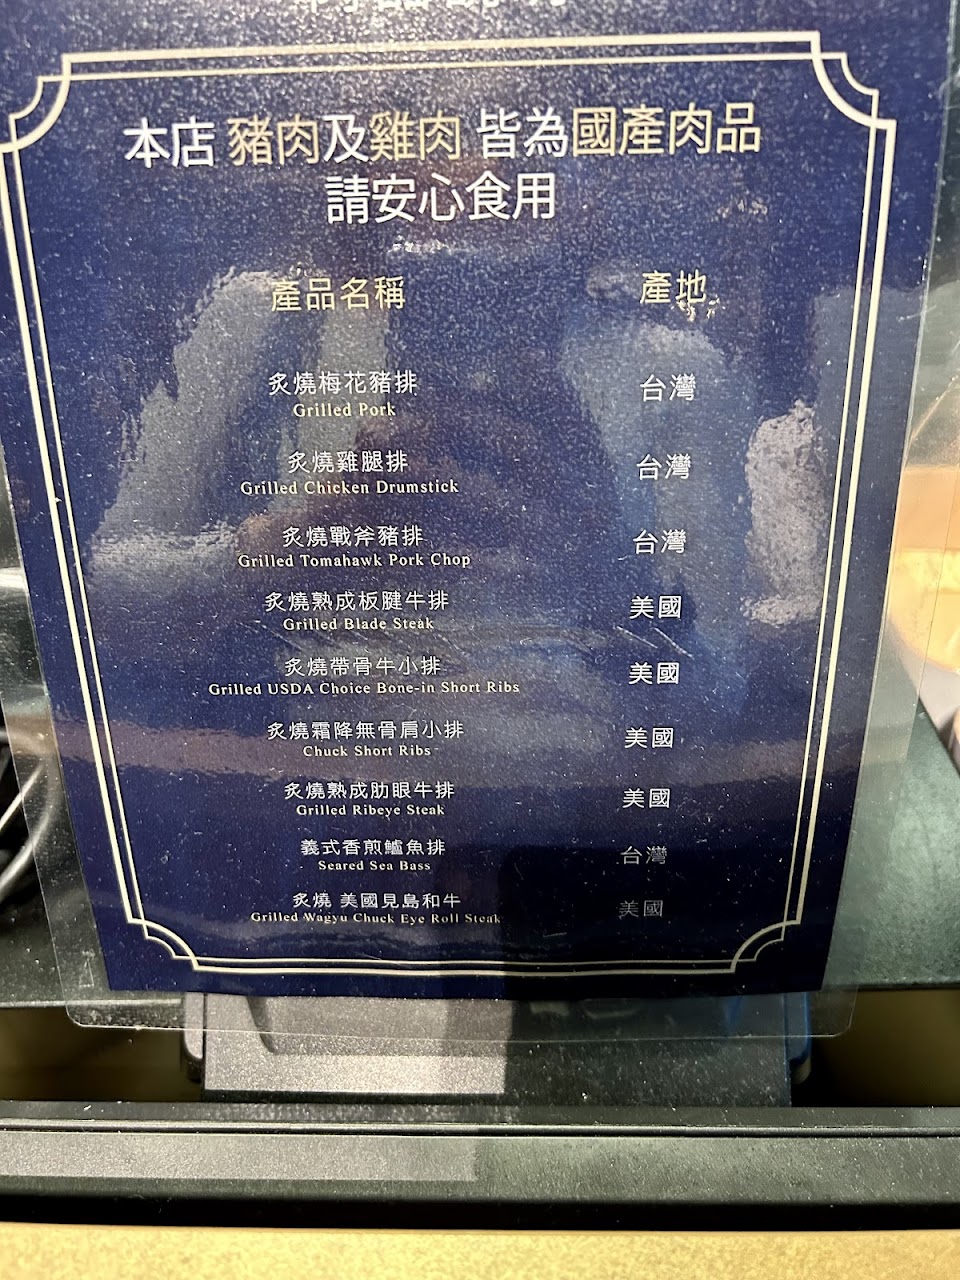 本店 豬肉及雞肉 皆為國產肉品
請安心食用
產品名稱 產地
炙燒梅花豬排 台灣
Grilled Pork
炙燒雞腿排 台灣
Grilled Chicken Drumstick
炙燒戰斧豬排 台灣
Grilled Tomahawk Pork Chop
炙燒熟成板腱牛排 美國
Grilled Blade Steak
炙燒帶骨牛小排 美國
Grilled USDA Choice Bone-in Short Ribs
炙燒霜降無骨肩小排 美國
Chuck Short Ribs
炙燒熟成肋眼牛排 美國
Grilled Ribeye Steak
義式香煎鱸魚排 台灣
Seared Sea Bass
炙燒 美國見島和牛 美國
Grilled Wagyu Chuck Eye Roll Steak